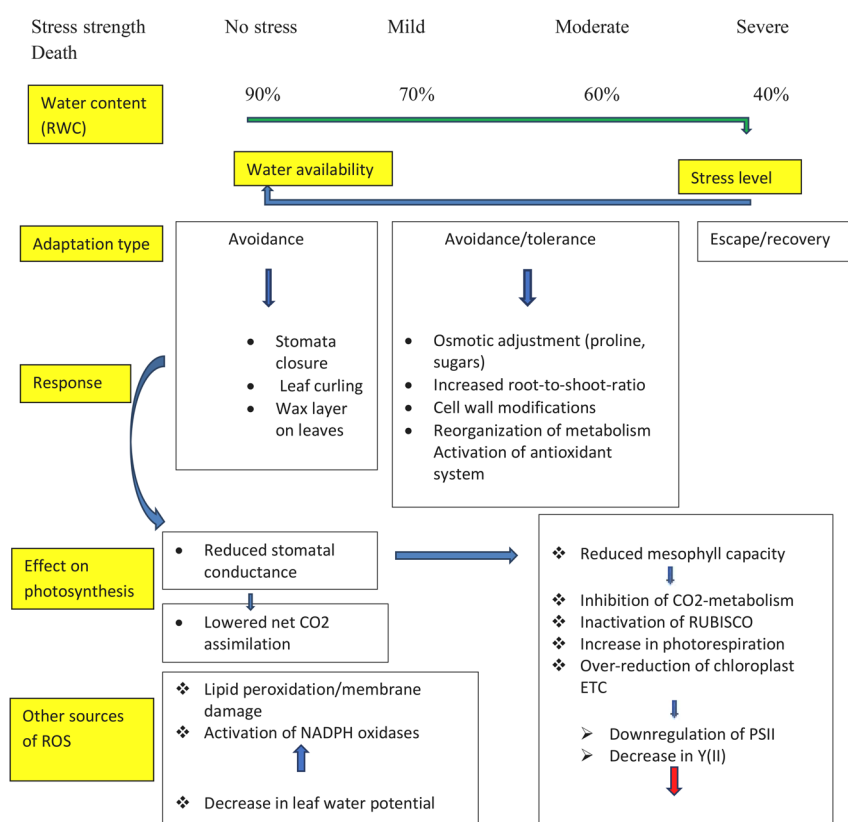 Stress strength No stress Mild Moderate Severe
Death
Water content
(RWC)
90% 70% 60% 40%
Water availability
Stress level
Adaptation type
Avoidance
Avoidance/tolerance
Escape/recovery
Response
• Stomata
closure
• Leaf curling
• Wax layer
on leaves
• Osmotic adjustment (proline,
sugars)
• Increased root-to-shoot-ratio
• Cell wall modifications
• Reorganization of metabolism
Activation of antioxidant
system
Effect on
photosynthesis
• Reduced stomatal
conductance
• Lowered net CO2
assimilation
❖ Reduced mesophyll capacity
❖ Inhibition of CO2-metabolism
❖ Inactivation of RUBISCO
❖ Increase in photorespiration
❖ Over-reduction of chloroplast
ETC
➢ Downregulation of PSII
➢ Decrease in Y(II)
Other sources
of ROS
❖ Lipid peroxidation/membrane
damage
❖ Activation of NADPH oxidases
❖ Decrease in leaf water potential